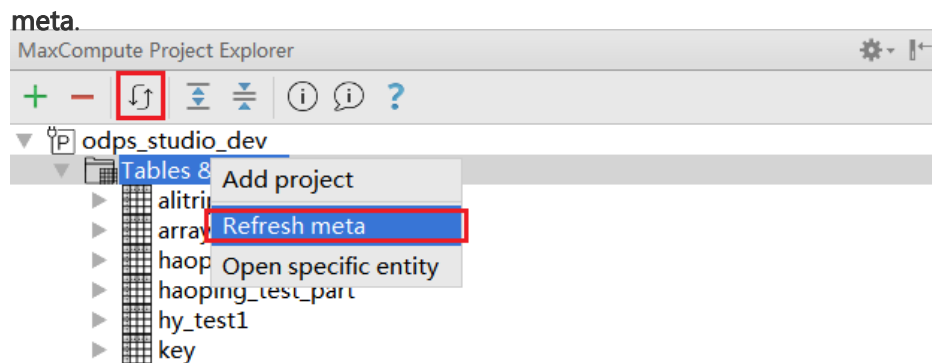 meta.
MaxCompute Project Explorer
odps_studio_dev
Tables &
Add project
Refresh meta
Open specific entity
haoping_test_part
hy_test1
key